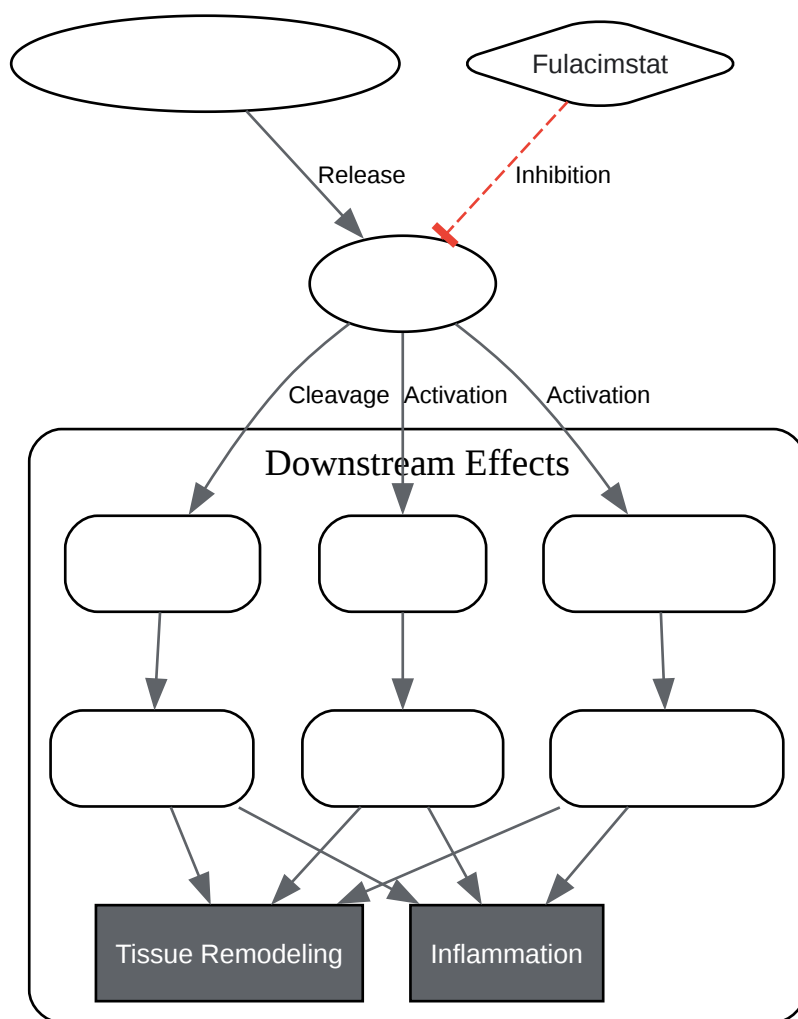 Fulacimstat
Release
Inhibition
Cleavage
Activation
Activation
Downstream Effects
Tissue Remodeling
Inflammation